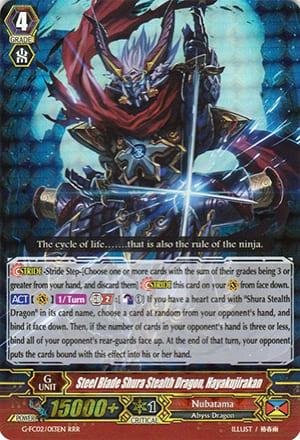 4
GRADE
The cycle of life.......that is also the rule of the ninja.
STRIDE -Stride Step-[Choose one or more cards with the sum of their grades being 3 or
greater from your hand, and discard them] STRIDE this card on your from face down.
ACT 1/Turn 2 1 If you have a heart card with "Shura Stealth
Dragon" in its card name, choose a card at random from your opponent's hand, and
bind it face down. Then, if the number of cards in your opponent's hand is three or less,
bind all of your opponent's rear-guards face up. At the end of that turn, your opponent
puts the cards bound with this effect into his or her hand.
G
UNIT
Steel Blade Shura Stealth Dragon, Hayakujirakan
POWER
15000+
1
CRITICAL
Nubatama
Abyss Dragon
G-FC02/013EN RRR
ILLUST /